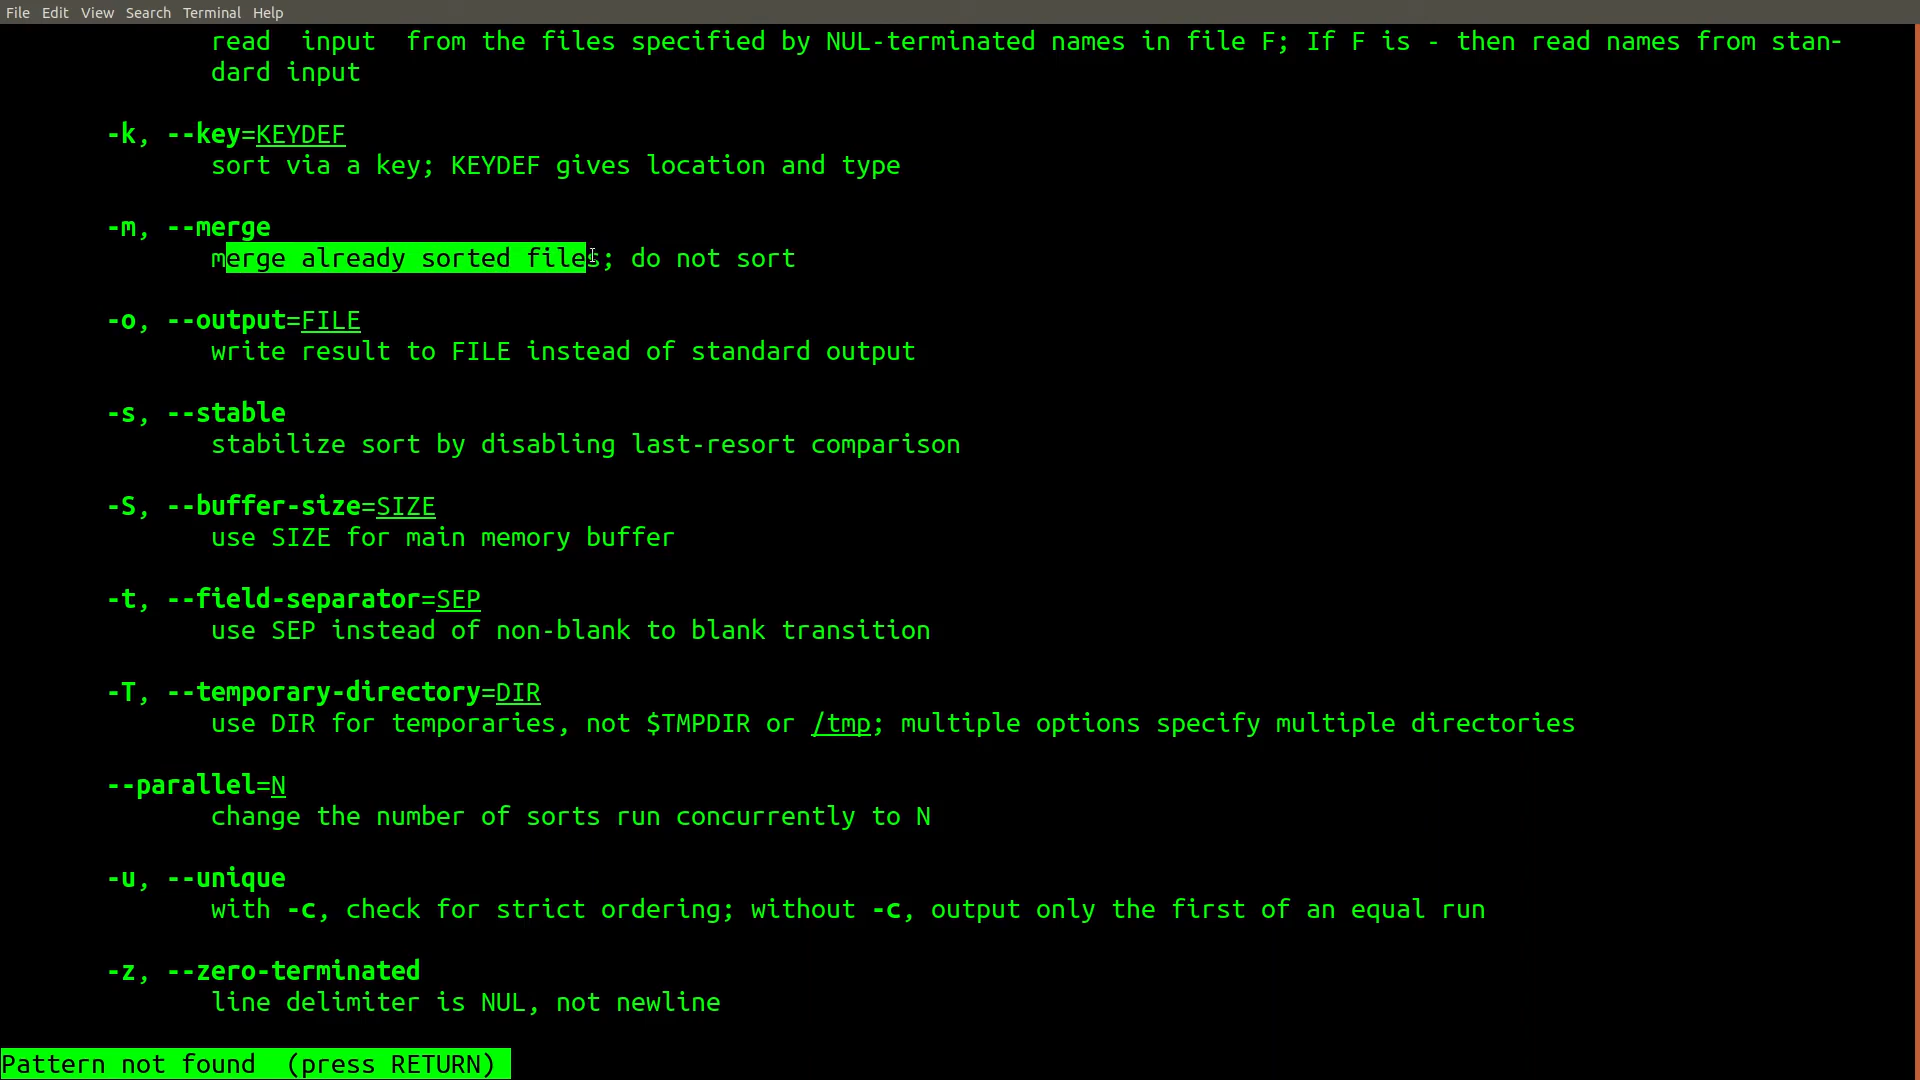 File Edit View Search Terminal Help
read  input  from the files specified by NUL-terminated names in file F; If F is - then read names from stan-
dard input
-k, --key=KEYDEF
sort via a key; KEYDEF gives location and type
-m, --merge
merge already sorted files; do not sort
-o, --output=FILE
write result to FILE instead of standard output
-s, --stable
stabilize sort by disabling last-resort comparison
-S, --buffer-size=SIZE
use SIZE for main memory buffer
-t, --field-separator=SEP
use SEP instead of non-blank to blank transition
-T, --temporary-directory=DIR
use DIR for temporaries, not $TMPDIR or /tmp; multiple options specify multiple directories
--parallel=N
change the number of sorts run concurrently to N
-u, --unique
with -c, check for strict ordering; without -c, output only the first of an equal run
-z, --zero-terminated
line delimiter is NUL, not newline
Pattern not found  (press RETURN)